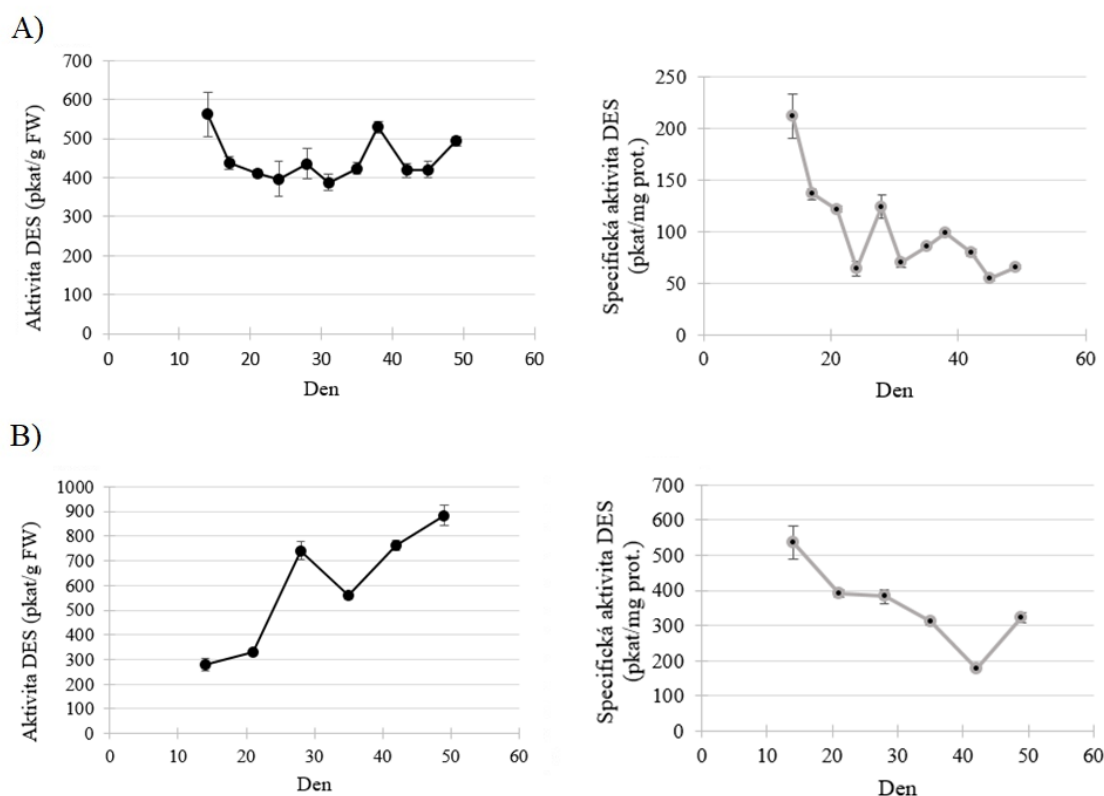 A)
Aktivita DES (pkat/g FW)
700
600
500
400
300
200
100
0
0 10 20 30 40 50 60
Den
Specifická aktivita DES
(pkat/mg prot.)
250
200
150
100
50
0
0 20 40 60
Den
B)
Aktivita DES (pkat/g FW)
1000
900
800
700
600
500
400
300
200
100
0
0 10 20 30 40 50 60
Den
Specifická aktivita DES
(pkat/mg prot.)
700
600
500
400
300
200
100
0
0 10 20 30 40 50 60
Den